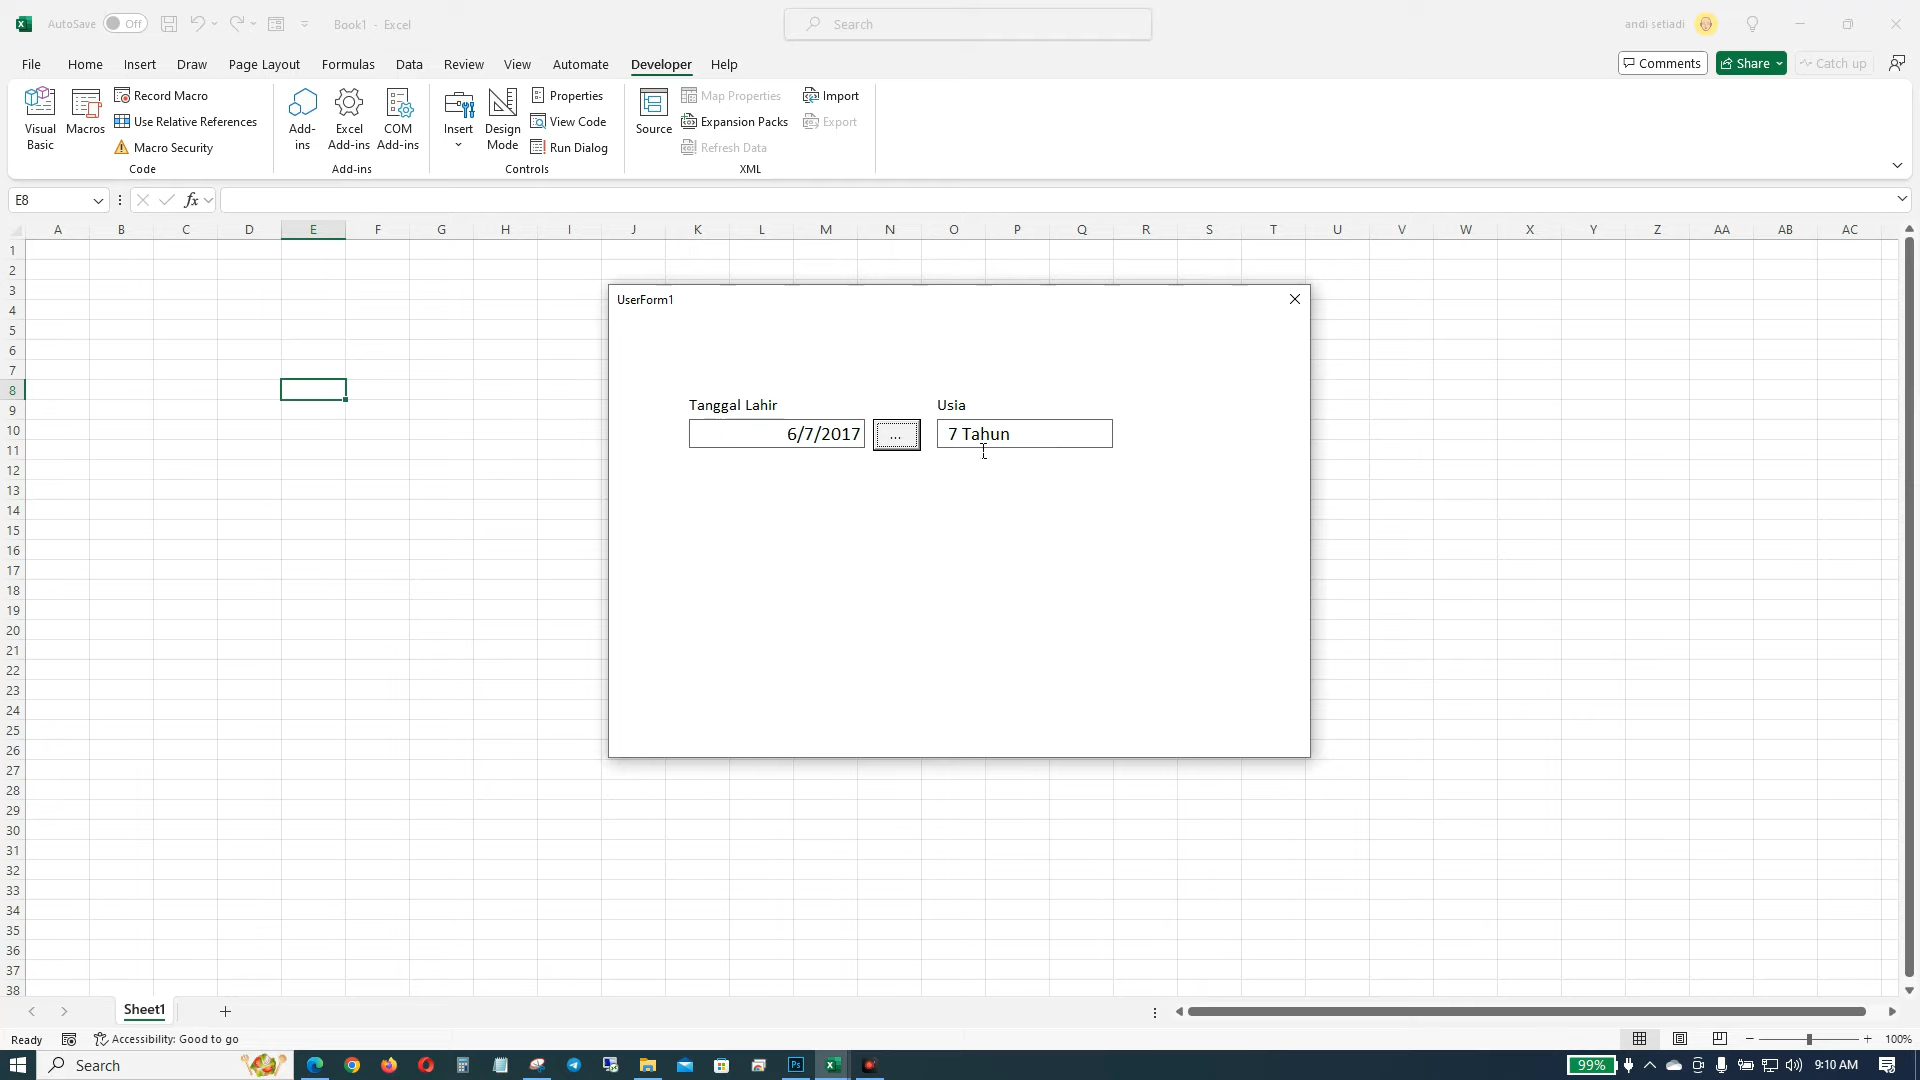 AutoSave Off Book1 - Excel Search andi setiadi
File Home Insert Draw Page Layout Formulas Data Review View Automate Developer Help Comments Share Catch up
Visual Basic
Macros
Record Macro
Use Relative References
Macro Security
Code
Add-ins
Excel Add-ins
COM Add-ins
Add-ins
Insert
Design Mode
Properties
View Code
Run Dialog
Controls
Source
Map Properties
Expansion Packs
Refresh Data
Import
Export
XML
E8 fx
A B C D E F G H I J K L M N O P Q R S T U V W X Y Z AA AB AC
1
2
3
4
5
6
7
8
9
10
11
12
13
14
15
16
17
18
19
20
21
22
23
24
25
26
27
28
29
30
31
32
33
34
35
36
37
38
UserForm1
Tanggal Lahir Usia
6/7/2017 ... 7 Tahun
Sheet1
Ready Accessibility: Good to go 100%
Search 99% 9:10 AM